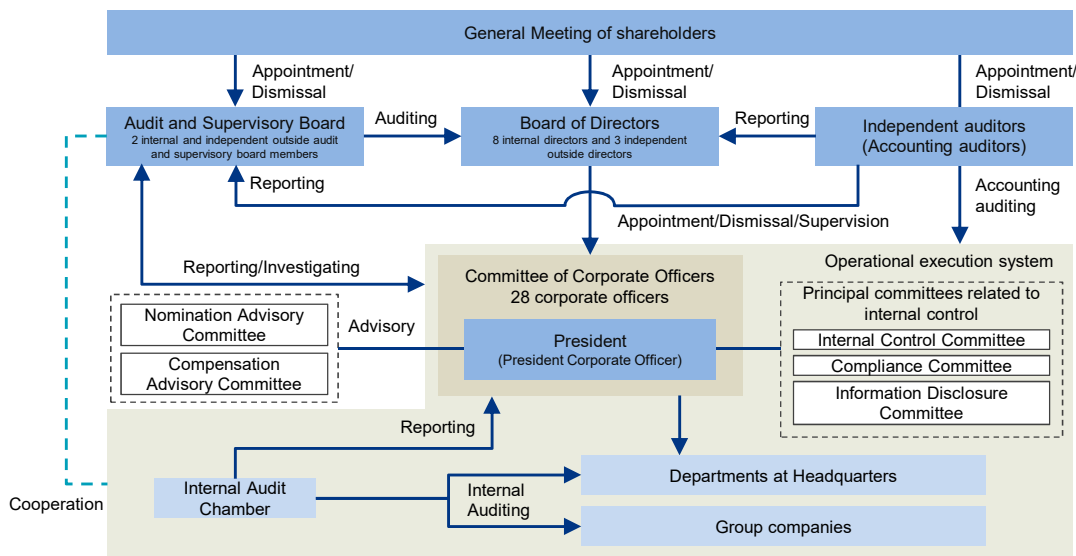 General Meeting of shareholders
Appointment/
Dismissal
Appointment/
Dismissal
Appointment/
Dismissal
Audit and Supervisory Board
2 internal and independent outside audit
and supervisory board members
Auditing
Board of Directors
8 internal directors and 3 independent
outside directors
Reporting
Independent auditors
(Accounting auditors)
Reporting
Appointment/Dismissal/Supervision
Accounting
auditing
Reporting/Investigating
Operational execution system
Committee of Corporate Officers
28 corporate officers
Principal committees related to
internal control
Nomination Advisory
Committee
Compensation
Advisory Committee
Advisory
President
(President Corporate Officer)
Internal Control Committee
Compliance Committee
Information Disclosure
Committee
Reporting
Cooperation
Internal Audit
Chamber
Internal
Auditing
Departments at Headquarters
Group companies